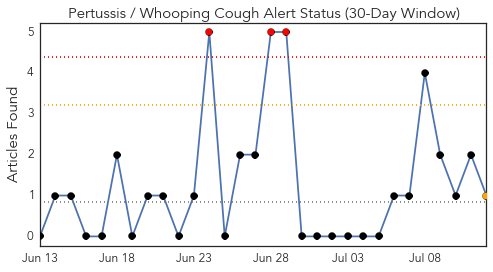 Pertussis / Whooping Cough Alert Status (30-Day Window)
Articles Found
5
4
3
2
1
0
Jun 13 Jun 18 Jun 23 Jun 28 Jul 03 Jul 08